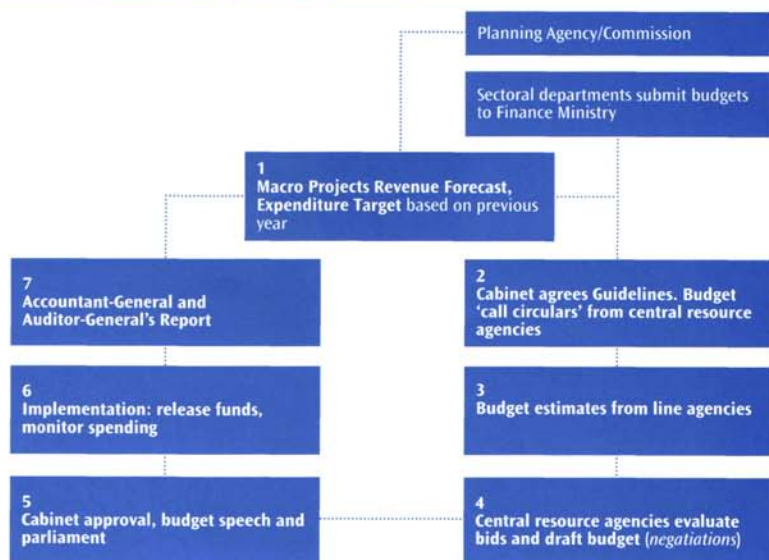 Planning Agency/Commission
Sectoral departments submit budgets
to Finance Ministry
1
Macro Projects Revenue Forecast,
Expenditure Target based on previous
year
7
Accountant-General and
Auditor-General's Report
2
Cabinet agrees Guidelines. Budget
'call circulars' from central resource
agencies
6
Implementation: release funds,
monitor spending
3
Budget estimates from line agencies
5
Cabinet approval, budget speech and
parliament
4
Central resource agencies evaluate
bids and draft budget (negatiations)